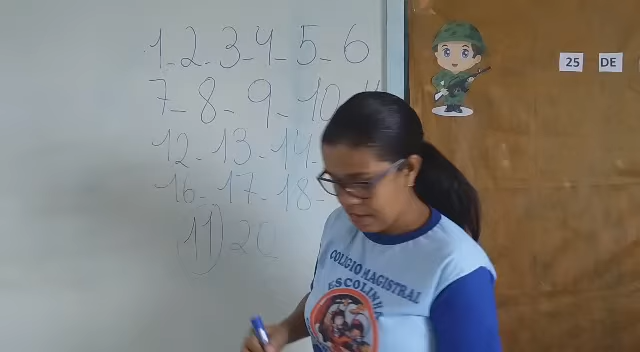 1-2-3-4-5-6
7-8-9-10
12-13-14
16-17-18-
11 20
25 DE
COLÉGIO MAGISTRAL
ESCOLINHA